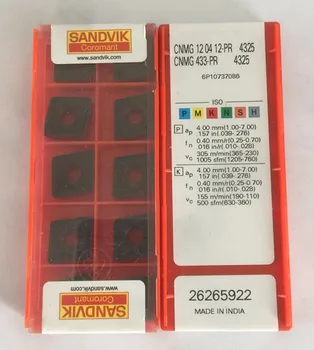 SANDVIK
Coromant
www.sandvik.com
www.sandvik.com
SANDVIK
Coromant
CNMG 12 04 12-PR 4325
CNMG 433-PR 4325
6P10737086
ISO
P M K N S H
P ap 4.00 mm(1.00-7.00)
.157 in(.039-.276)
fn 0.40 mm/r(0.25-0.70)
.016 in/r(.010-.028)
vc 305 m/min(365-230)
1005 sfm(1205-760)
K ap 4.00 mm(1.00-7.00)
.157 in(.039-.276)
fn 0.40 mm/r(0.25-0.70)
.016 in/r(.010-.028)
vc 155 m/min(190-110)
500 sfm(630-360)
26265922
MADE IN INDIA